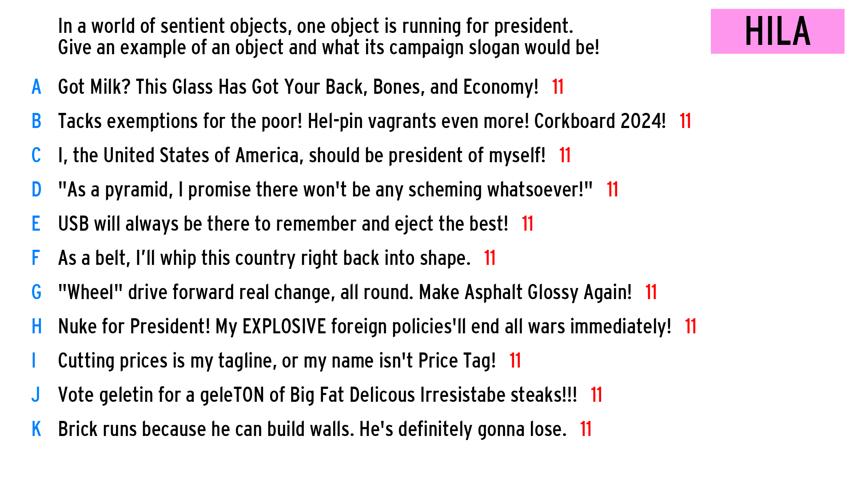 In a world of sentient objects, one object is running for president.
Give an example of an object and what its campaign slogan would be!
HILA
A Got Milk? This Glass Has Got Your Back, Bones, and Economy! 11
B Tacks exemptions for the poor! Hel-pin vagrants even more! Corkboard 2024! 11
C I, the United States of America, should be president of myself! 11
D "As a pyramid, I promise there won't be any scheming whatsoever!" 11
E USB will always be there to remember and eject the best! 11
F As a belt, I’ll whip this country right back into shape. 11
G "Wheel" drive forward real change, all round. Make Asphalt Glossy Again! 11
H Nuke for President! My EXPLOSIVE foreign policies'll end all wars immediately! 11
I Cutting prices is my tagline, or my name isn't Price Tag! 11
J Vote geletin for a geleTON of Big Fat Delicous Irresistabe steaks!!! 11
K Brick runs because he can build walls. He's definitely gonna lose. 11